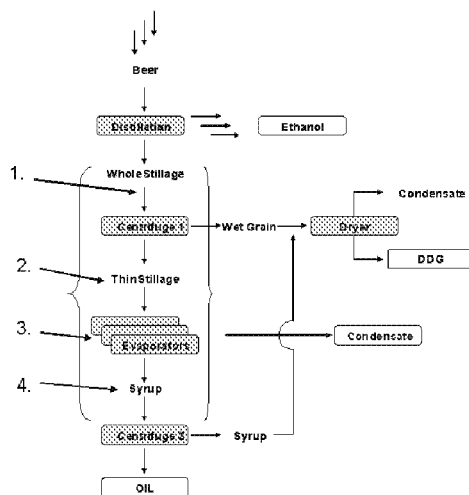 Beer
Distillation
Ethanol
1.
Whole Stillage
Condensate
Centrifuge 1
Wet Grain
Dryer
2.
Thin Stillage
DDG
3.
Evaporators
Condensate
4.
Syrup
Centrifuge 2
Syrup
OIL